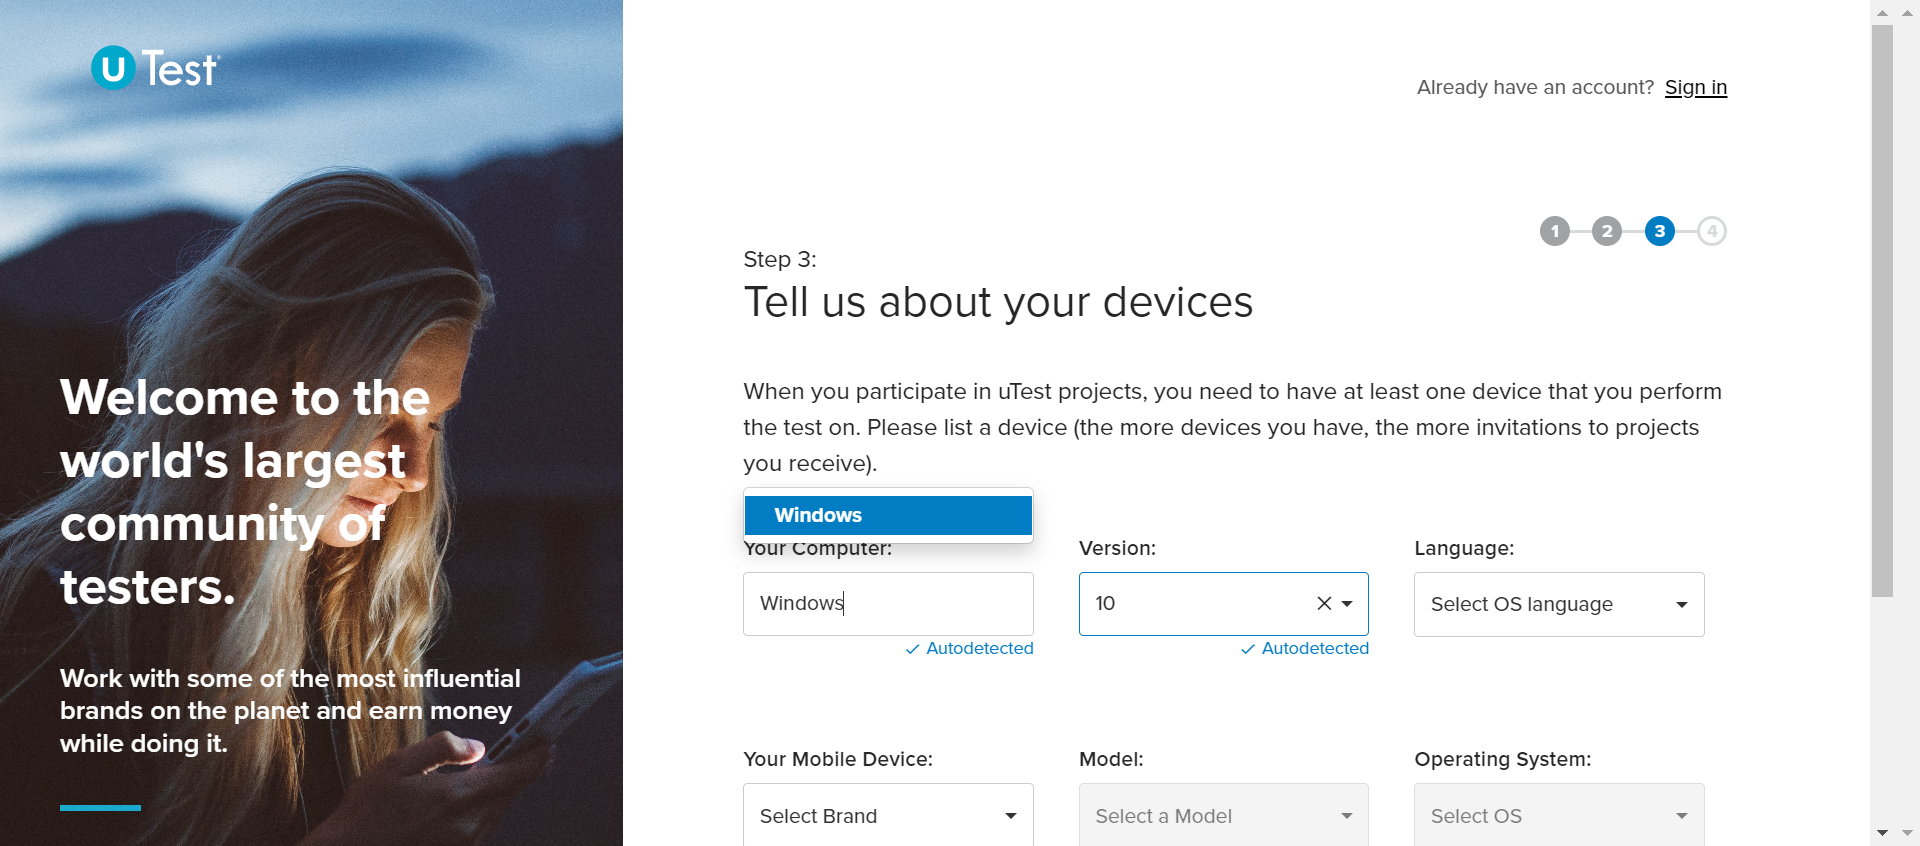 u Test
Already have an account? Sign in
1 2 3 4
Step 3:
Tell us about your devices
When you participate in uTest projects, you need to have at least one device that you perform
the test on. Please list a device (the more devices you have, the more invitations to projects
you receive).
Windows
Your Computer:
Windows
Autodetected
Version:
10
Autodetected
Language:
Select OS language
Your Mobile Device:
Select Brand
Model:
Select a Model
Operating System:
Select OS
Welcome to the
world's largest
community of
testers.
Work with some of the most influential
brands on the planet and earn money
while doing it.